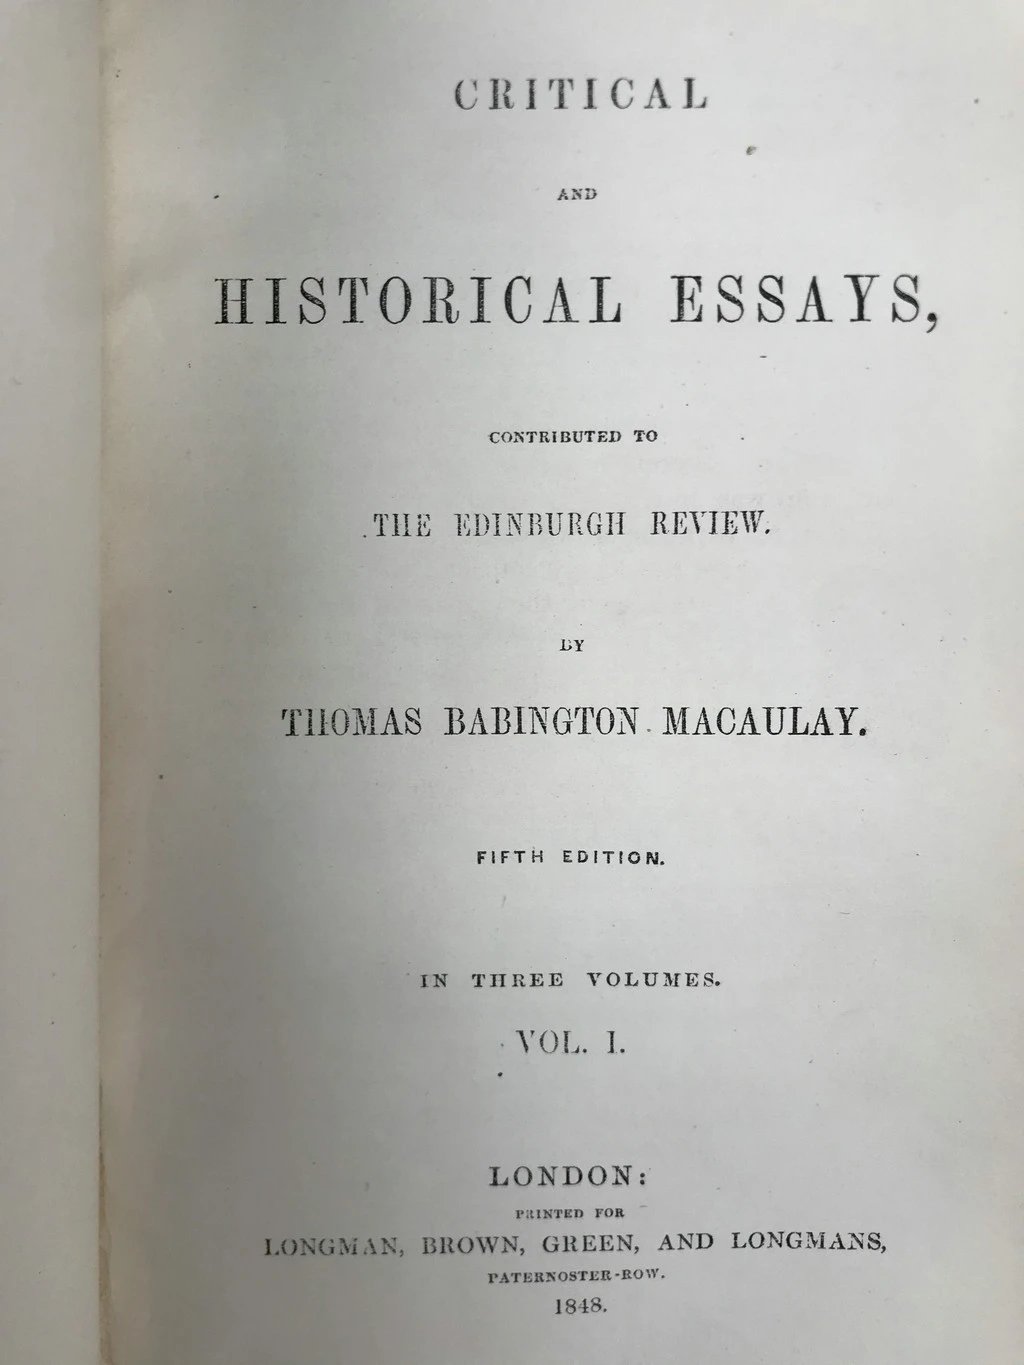 CRITICAL
AND
HISTORICAL ESSAYS,
CONTRIBUTED TO
THE EDINBURGH REVIEW.
BY
THOMAS BABINGTON MACAULAY.
FIFTH EDITION.
IN THREE VOLUMES.
VOL. I.
LONDON:
PRINTED FOR
LONGMAN, BROWN, GREEN, AND LONGMANS,
PATERNOSTER-ROW.
1848.